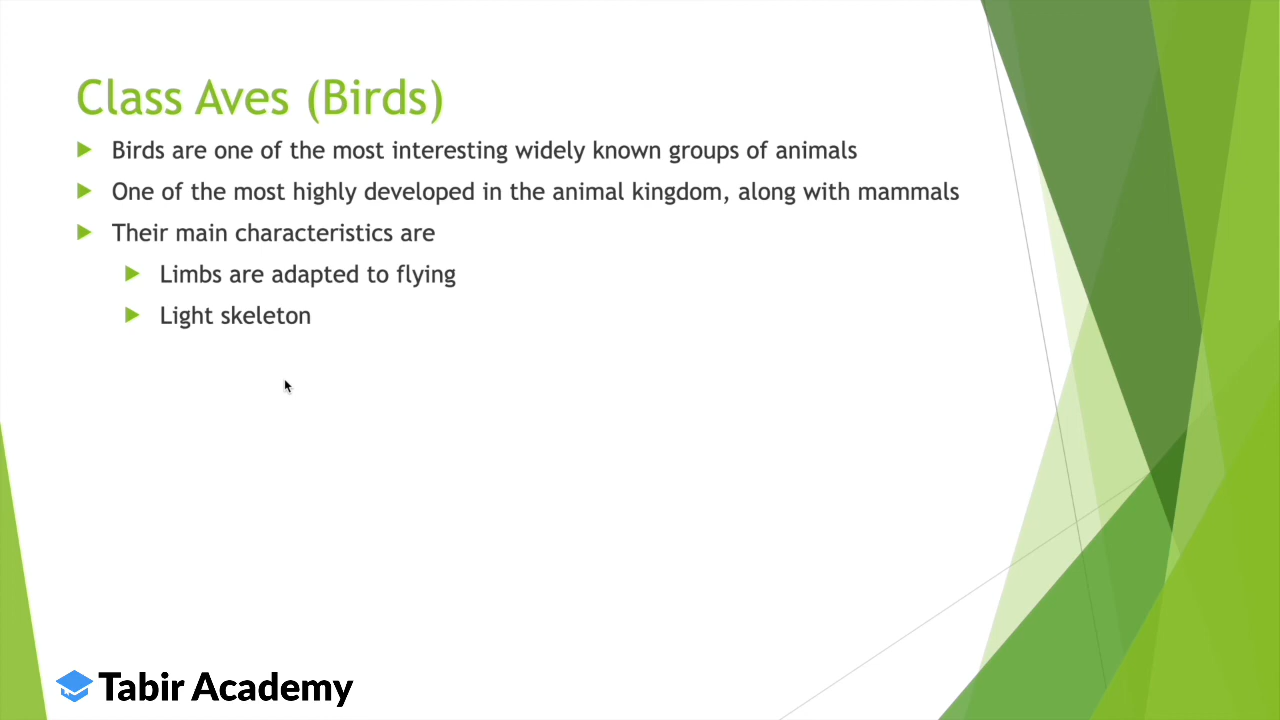 Class Aves (Birds)
Birds are one of the most interesting widely known groups of animals
One of the most highly developed in the animal kingdom, along with mammals
Their main characteristics are
Limbs are adapted to flying
Light skeleton
Tabir Academy